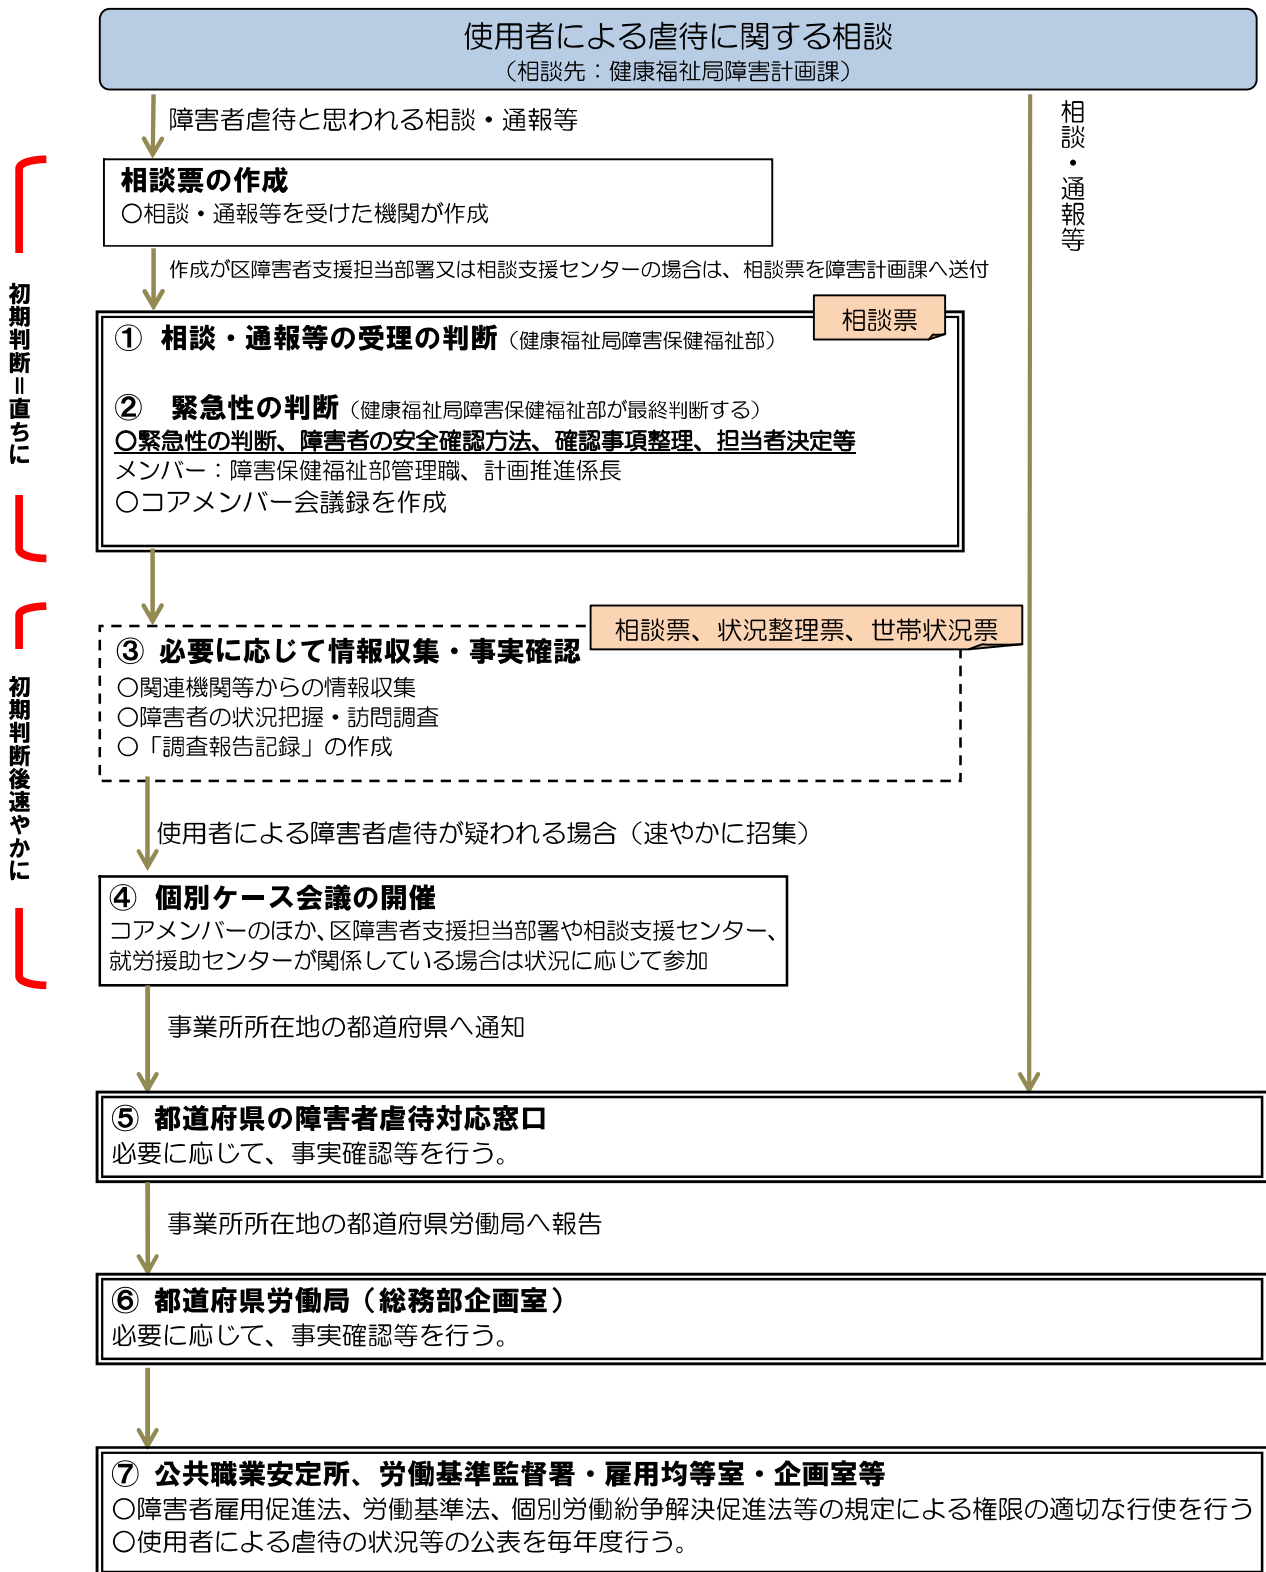 使用者による虐待に関する相談
（相談先：健康福祉局障害計画課）
障害者虐待と思われる相談・通報等
相談・通報等
相談票の作成
○相談・通報等を受けた機関が作成
作成が区障害者支援担当部署又は相談支援センターの場合は、相談票を障害計画課へ送付
初期判断＝直ちに
相談票
① 相談・通報等の受理の判断（健康福祉局障害保健福祉部）
② 緊急性の判断（健康福祉局障害保健福祉部が最終判断する）
○緊急性の判断、障害者の安全確認方法、確認事項整理、担当者決定等
メンバー：障害保健福祉部管理職、計画推進係長
○コアメンバー会議録を作成
初期判断後速やかに
相談票、状況整理票、世帯状況票
③ 必要に応じて情報収集・事実確認
○関連機関等からの情報収集
○障害者の状況把握・訪問調査
○「調査報告記録」の作成
使用者による障害者虐待が疑われる場合（速やかに招集）
④ 個別ケース会議の開催
コアメンバーのほか、区障害者支援担当部署や相談支援センター、
就労援助センターが関係している場合は状況に応じて参加
事業所所在地の都道府県へ通知
⑤ 都道府県の障害者虐待対応窓口
必要に応じて、事実確認等を行う。
事業所所在地の都道府県労働局へ報告
⑥ 都道府県労働局（総務部企画室）
必要に応じて、事実確認等を行う。
⑦ 公共職業安定所、労働基準監督署・雇用均等室・企画室等
○障害者雇用促進法、労働基準法、個別労働紛争解決促進法等の規定による権限の適切な行使を行う
○使用者による虐待の状況等の公表を毎年度行う。